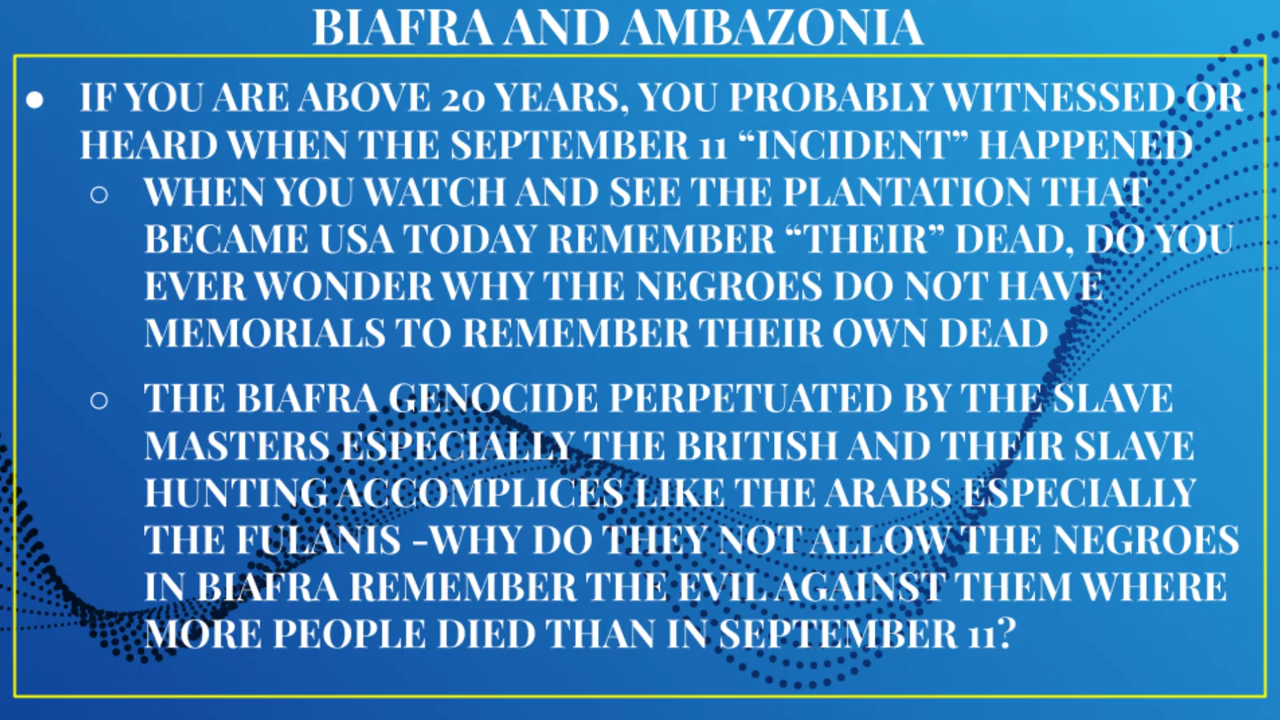 BIAFRA AND AMBAZONIA
● IF YOU ARE ABOVE 20 YEARS, YOU PROBABLY WITNESSED OR
HEARD WHEN THE SEPTEMBER 11 “INCIDENT” HAPPENED
○ WHEN YOU WATCH AND SEE THE PLANTATION THAT
BECAME USA TODAY REMEMBER “THEIR” DEAD, DO YOU
EVER WONDER WHY THE NEGROES DO NOT HAVE
MEMORIALS TO REMEMBER THEIR OWN DEAD
○ THE BIAFRA GENOCIDE PERPETUATED BY THE SLAVE
MASTERS ESPECIALLY THE BRITISH AND THEIR SLAVE
HUNTING ACCOMPLICES LIKE THE ARABS ESPECIALLY
THE FULANIS -WHY DO THEY NOT ALLOW THE NEGROES
IN BIAFRA REMEMBER THE EVIL AGAINST THEM WHERE
MORE PEOPLE DIED THAN IN SEPTEMBER 11?